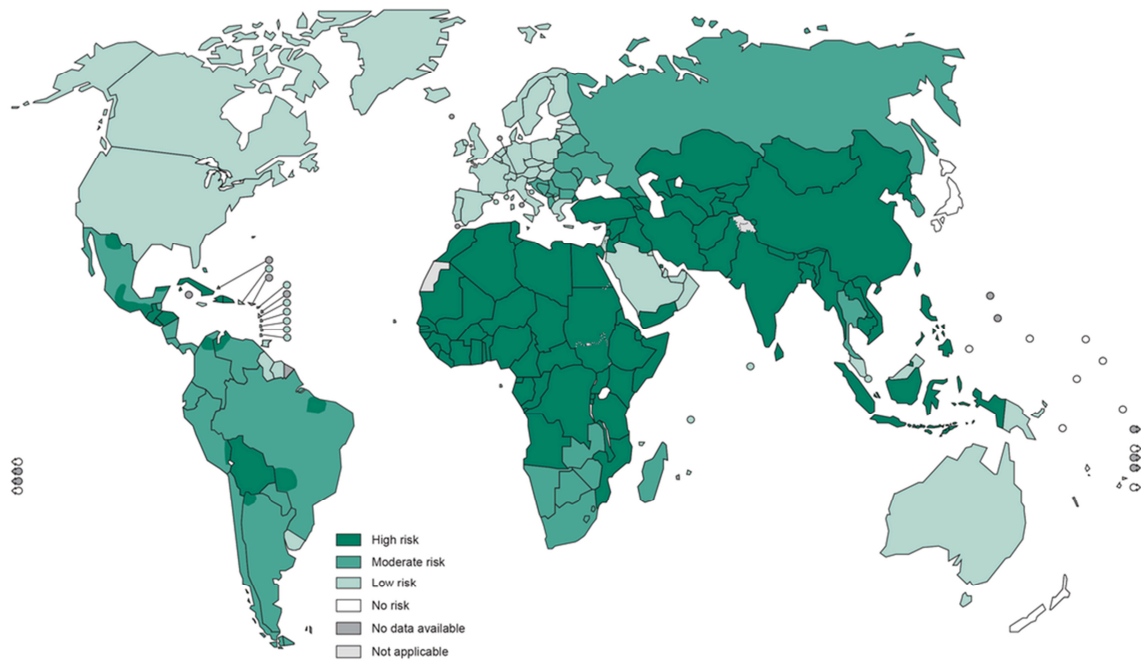 High risk
Moderate risk
Low risk
No risk
No data available
Not applicable